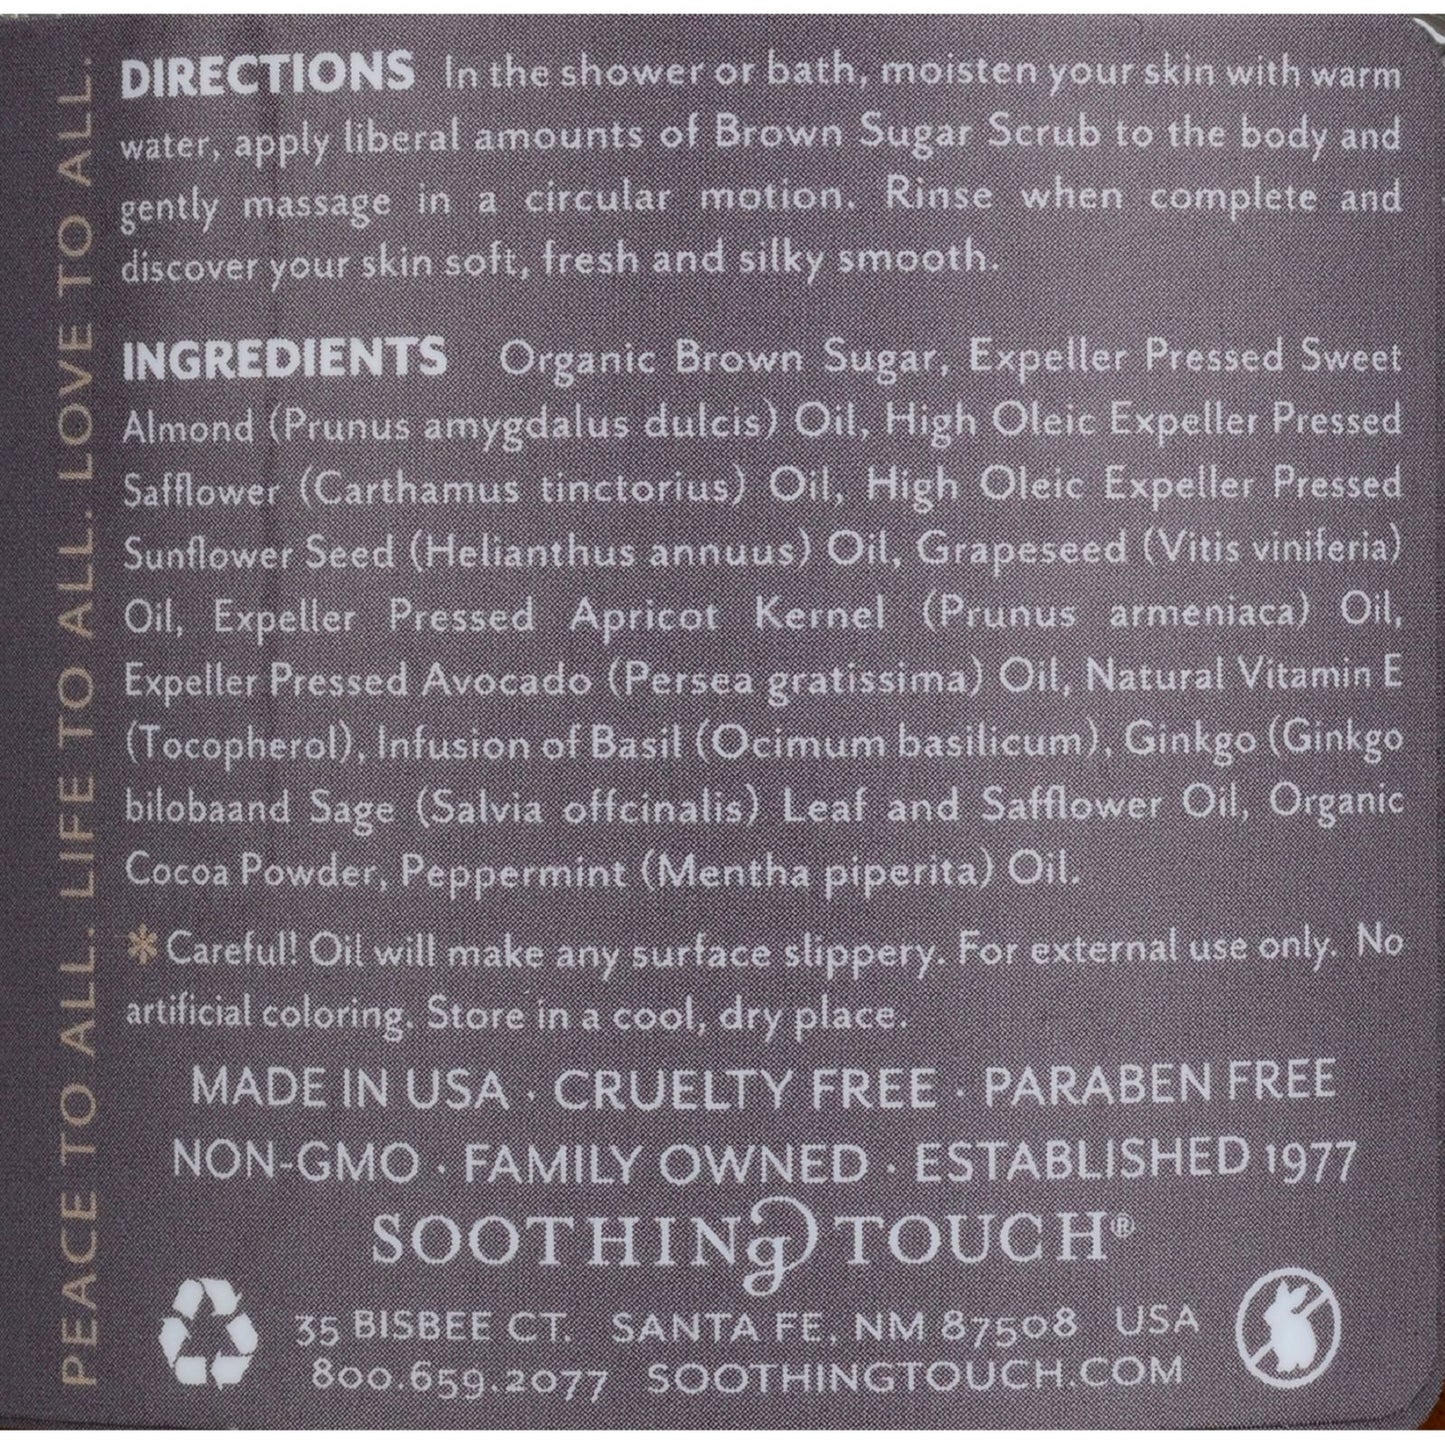 PEACE TO ALL. LIFE TO ALL. LOVE TO ALL.
DIRECTIONS In the shower or bath, moisten your skin with warm
water, apply liberal amounts of Brown Sugar Scrub to the body and
gently massage in a circular motion. Rinse when complete and
discover your skin soft, fresh and silky smooth.
INGREDIENTS Organic Brown Sugar, Expeller Pressed Sweet
Almond (Prunus amygdalus dulcis) Oil, High Oleic Expeller Pressed
Safflower (Carthamus tinctorius) Oil, High Oleic Expeller Pressed
Sunflower Seed (Helianthus annuus) Oil, Grapeseed (Vitis viniferia)
Oil, Expeller Pressed Apricot Kernel (Prunus armeniaca) Oil,
Expeller Pressed Avocado (Persea gratissima) Oil, Natural Vitamin E
(Tocopherol), Infusion of Basil (Ocimum basilicum), Ginkgo (Ginkgo
bilobaand Sage (Salvia offcinalis) Leaf and Safflower Oil, Organic
Cocoa Powder, Peppermint (Mentha piperita) Oil.
* Careful! Oil will make any surface slippery. For external use only. No
artificial coloring. Store in a cool, dry place.
MADE IN USA · CRUELTY FREE · PARABEN FREE
NON-GMO · FAMILY OWNED · ESTABLISHED 1977
SOOTHING TOUCH®
35 BISBEE CT. SANTA FE, NM 87508 USA
800.659.2077 SOOTHINGTOUCH.COM